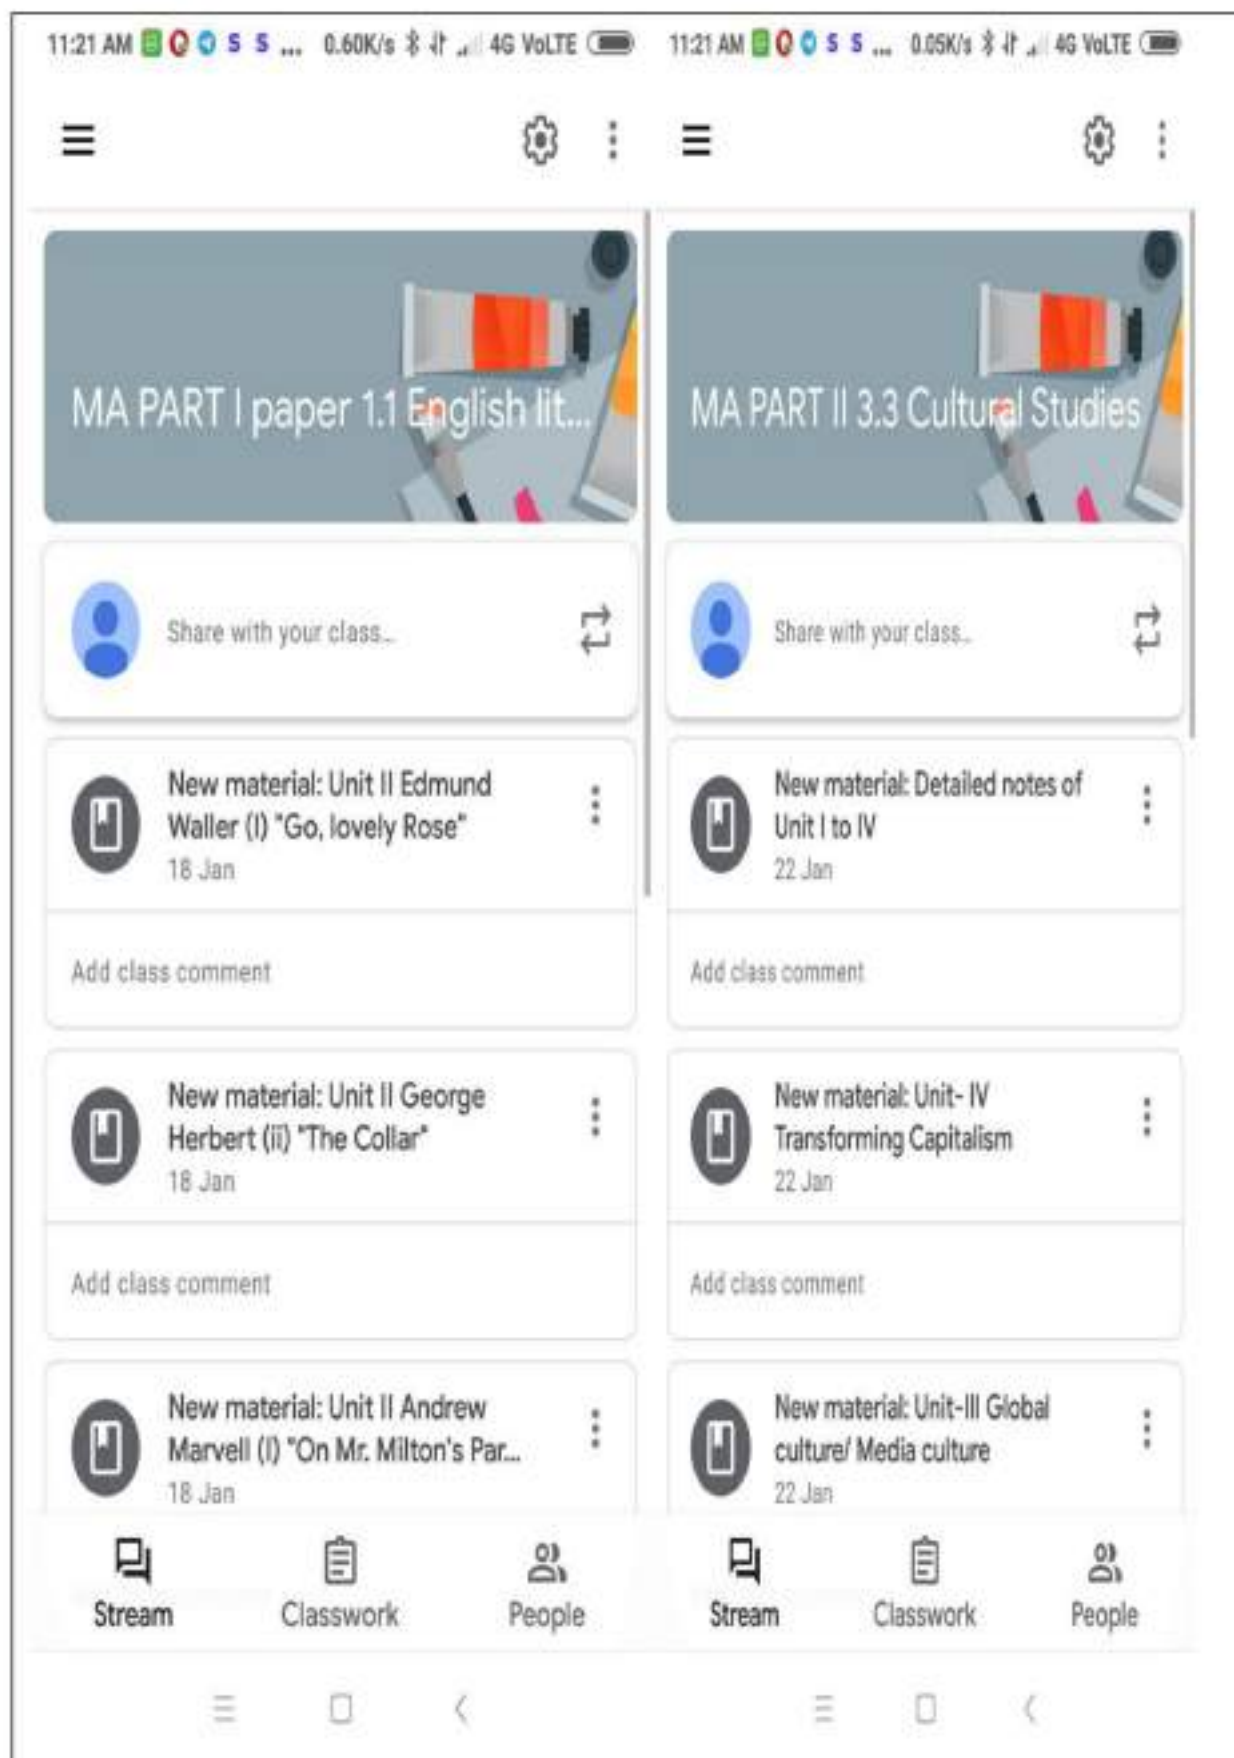 11:21 AM S S ... 0.60K/s 4G VoLTE
MA PART I paper 1.1 English lit...
Share with your class...
New material: Unit II Edmund
Waller (I) "Go, lovely Rose"
18 Jan
Add class comment
New material: Unit II George
Herbert (ii) "The Collar"
18 Jan
Add class comment
New material: Unit II Andrew
Marvell (I) "On Mr. Milton's Par...
18 Jan
Stream Classwork People
11:21 AM S S ... 0.05K/s 4G VoLTE
MA PART II 3.3 Cultural Studies
Share with your class...
New material: Detailed notes of
Unit I to IV
22 Jan
Add class comment
New material: Unit- IV
Transforming Capitalism
22 Jan
Add class comment
New material: Unit-III Global
culture/ Media culture
22 Jan
Stream Classwork People